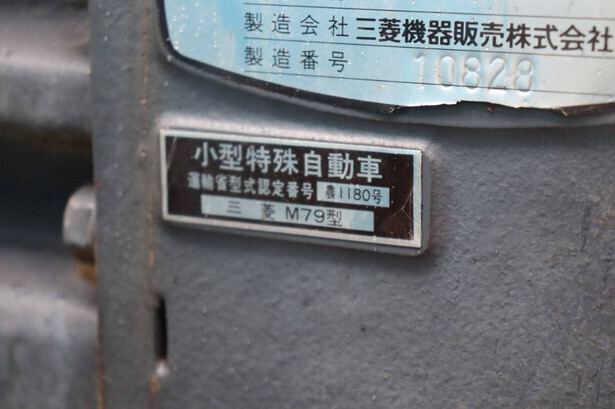 製造会社 三菱機器販売株式会社
製造番号 10828
小型特殊自動車
運輸省型式認定番号 農1180号
三菱 M79型